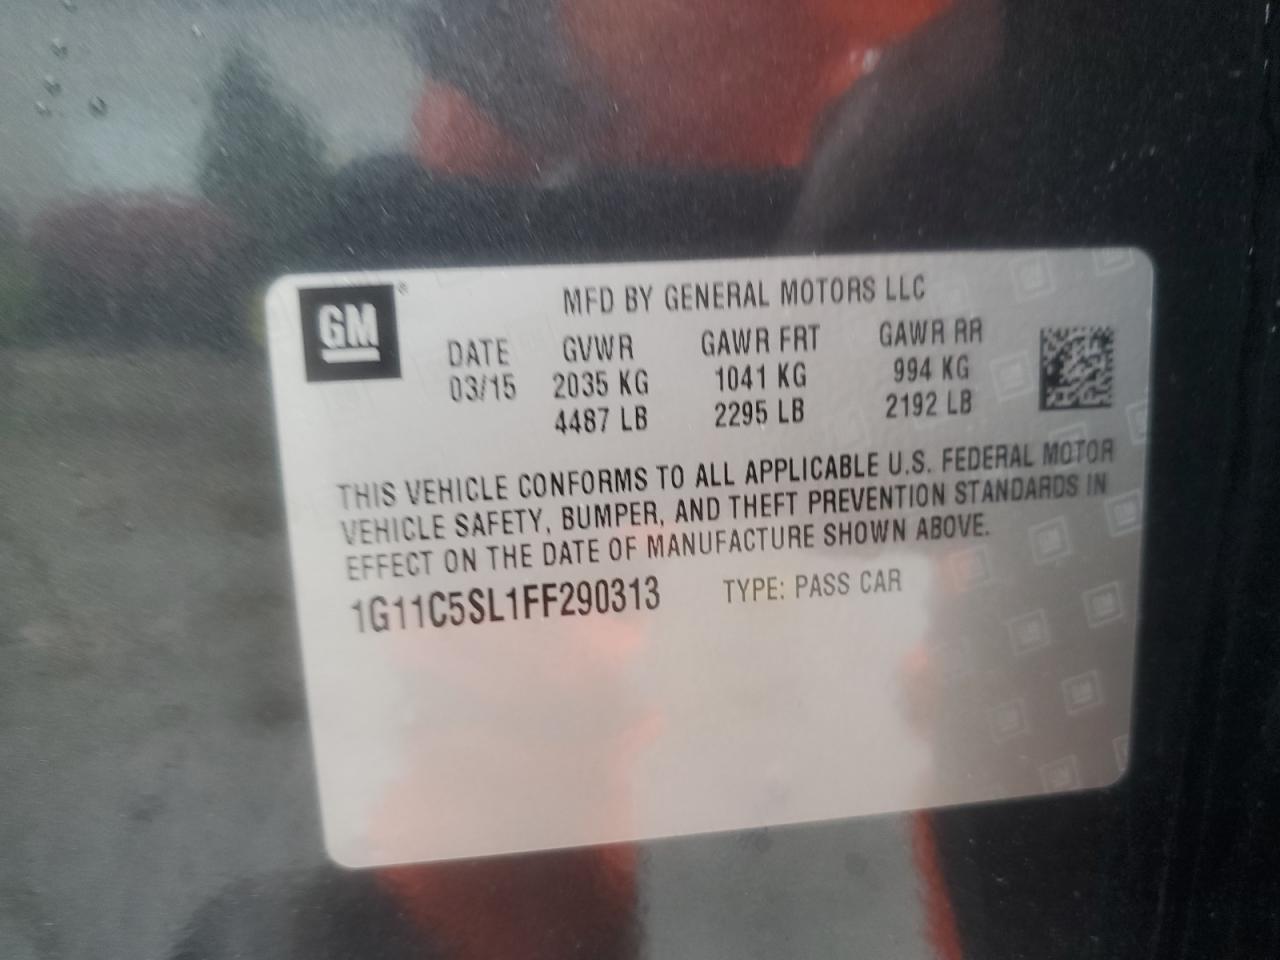 GM
MFD BY GENERAL MOTORS LLC
DATE GVWR GAWR FRT GAWR RR
03/15 2035 KG 1041 KG 994 KG
4487 LB 2295 LB 2192 LB
THIS VEHICLE CONFORMS TO ALL APPLICABLE U.S. FEDERAL MOTOR
VEHICLE SAFETY, BUMPER, AND THEFT PREVENTION STANDARDS IN
EFFECT ON THE DATE OF MANUFACTURE SHOWN ABOVE.
1G11C5SL1FF290313 TYPE: PASS CAR